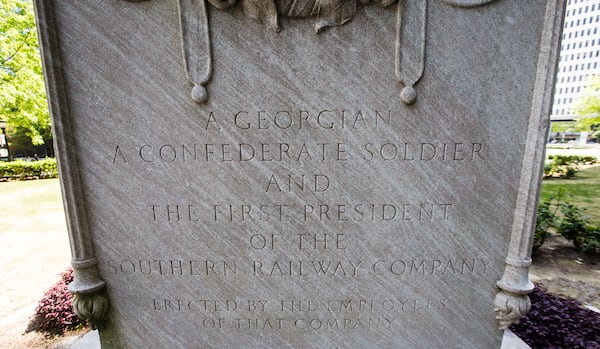 A GEORGIAN
A CONFEDERATE SOLDIER
AND
THE FIRST PRESIDENT
OF THE
SOUTHERN RAILWAY COMPANY
ERECTED BY THE EMPLOYEES
OF THAT COMPANY